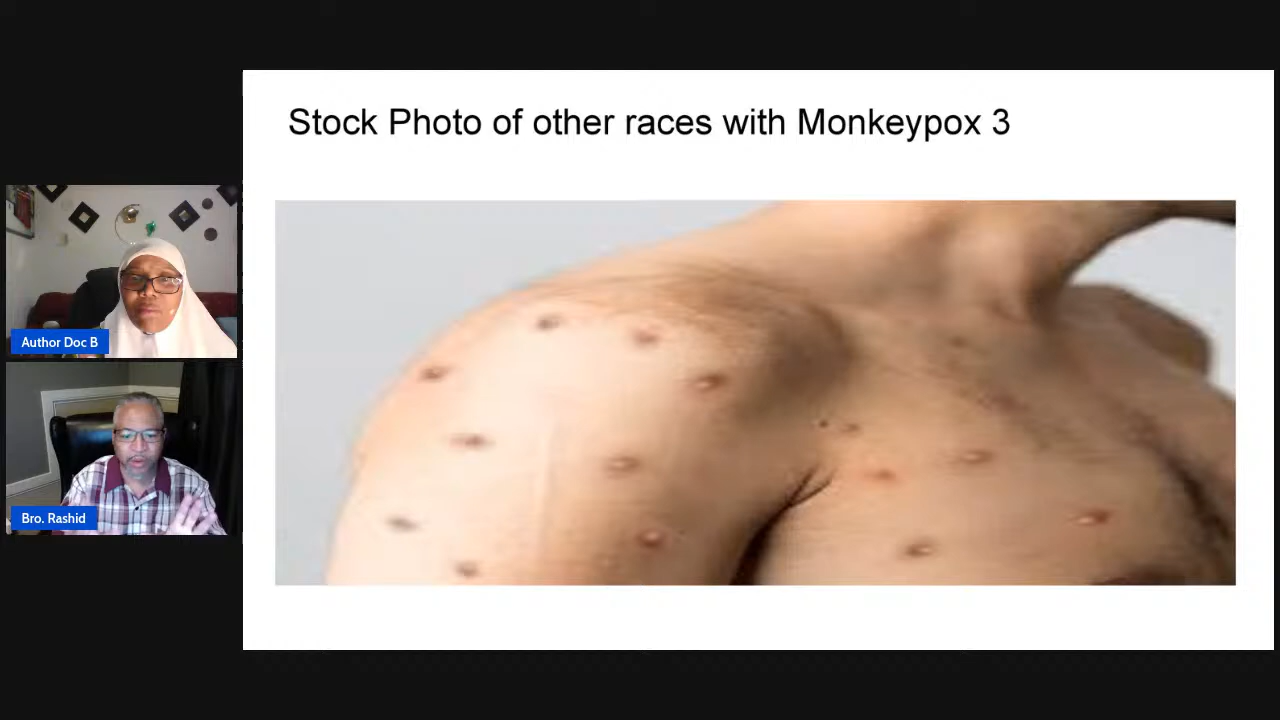 Stock Photo of other races with Monkeypox 3
Author Doc B
Bro. Rashid